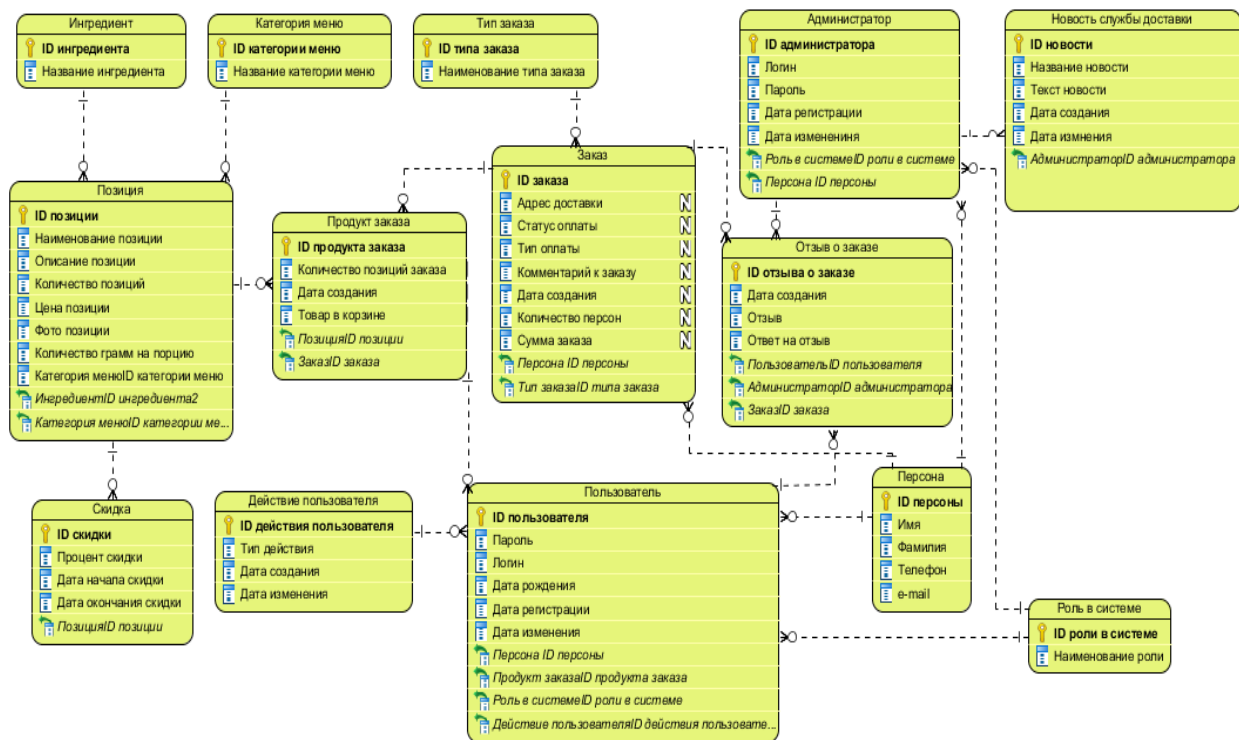 Ингредиент
ID ингредиента
Название ингредиента
Категория меню
ID категории меню
Название категории меню
Тип заказа
ID типа заказа
Наименование типа заказа
Администратор
ID администратора
Логин
Пароль
Дата регистрации
Дата измененинiя
Роль в системеID роли в системе
Персона ID персоны
Новость службы доставки
ID новости
Название новости
Текст новости
Дата создания
Дата измнения
АдминистраторID администратора
Позиция
ID позиции
Наименование позиции
Описание позиции
Количество позиций
Цена позиции
Фото позиции
Количество грамм на порцию
Категория менюID категории меню
ИнгредиентID ингредиента2
Категория менюID категории ме...
Продукт заказа
ID продукта заказа
Количество позиций заказа
Дата создания
Товар в корзине
ПозицияID позиции
ЗаказID заказа
Заказ
ID заказа
Адрес доставки N
Статус оплаты N
Тип оплаты N
Комментарий к заказу N
Дата создания N
Количество персон N
Сумма заказа N
Персона ID персоны
Тип заказаID типа заказа
Отзыв о заказе
ID отзыва о заказе
Дата создания
Отзыв
Ответ на отзыв
ПользовательID пользователя
АдминистраторID администратора
ЗаказID заказа
Скидка
ID скидки
Процент скидки
Дата начала скидки
Дата окончания скидки
ПозицияID позиции
Действие пользователя
ID действия пользователя
Тип действия
Дата создания
Дата изменения
Пользователь
ID пользователя
Пароль
Логин
Дата рождения
Дата регистрации
Дата изменения
Персона ID персоны
Продукт заказаID продукта заказа
Роль в системеID роли в системе
Действие пользователяID действия пользовате...
Персона
ID персоны
Имя
Фамилия
Телефон
e-mail
Роль в системе
ID роли в системе
Наименование роли